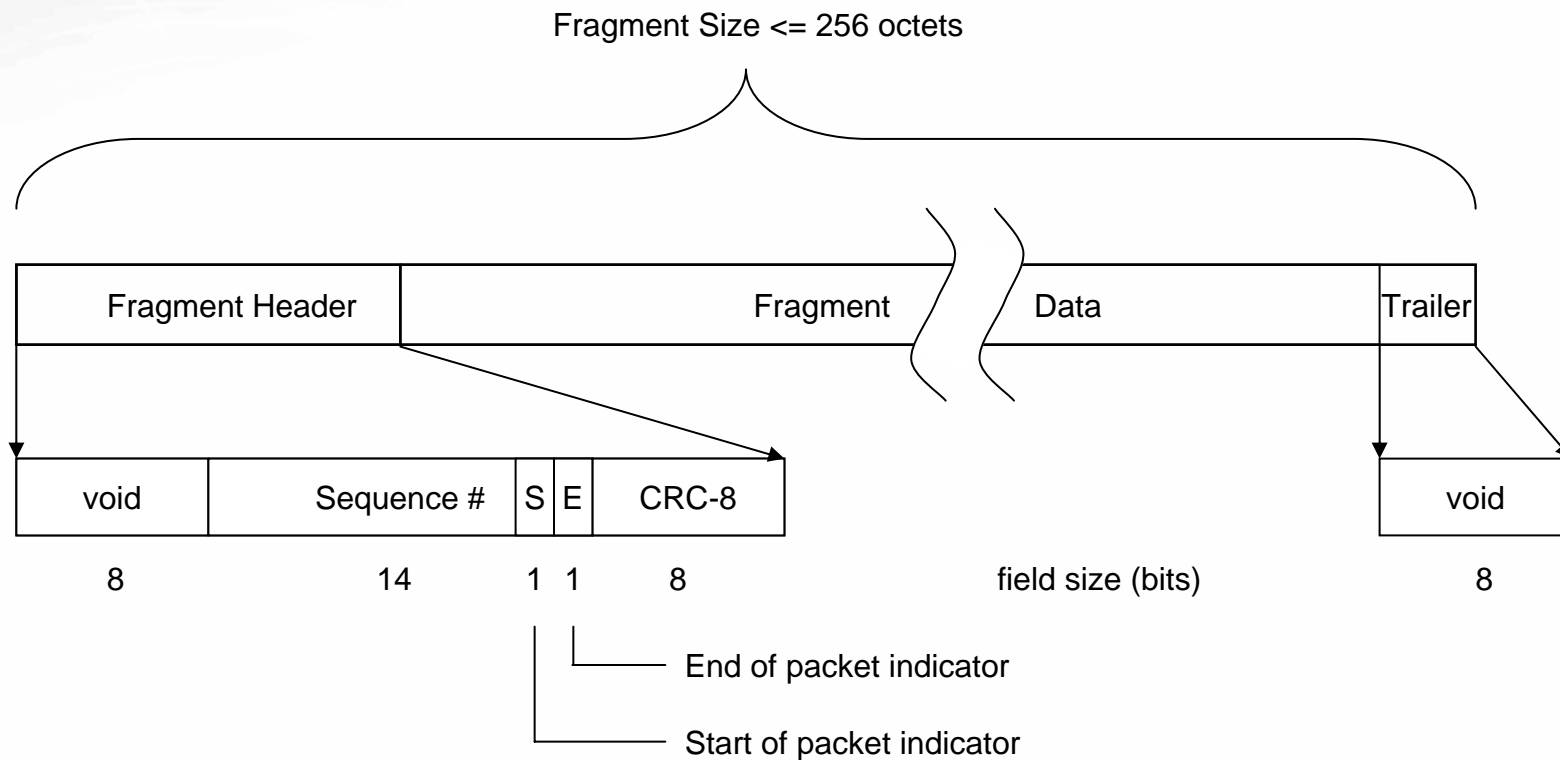 Fragment Size <= 256 octets
Fragment Header Fragment Data Trailer
void Sequence # S E CRC-8 void
8 14 1 1 8 field size (bits) 8
End of packet indicator
Start of packet indicator